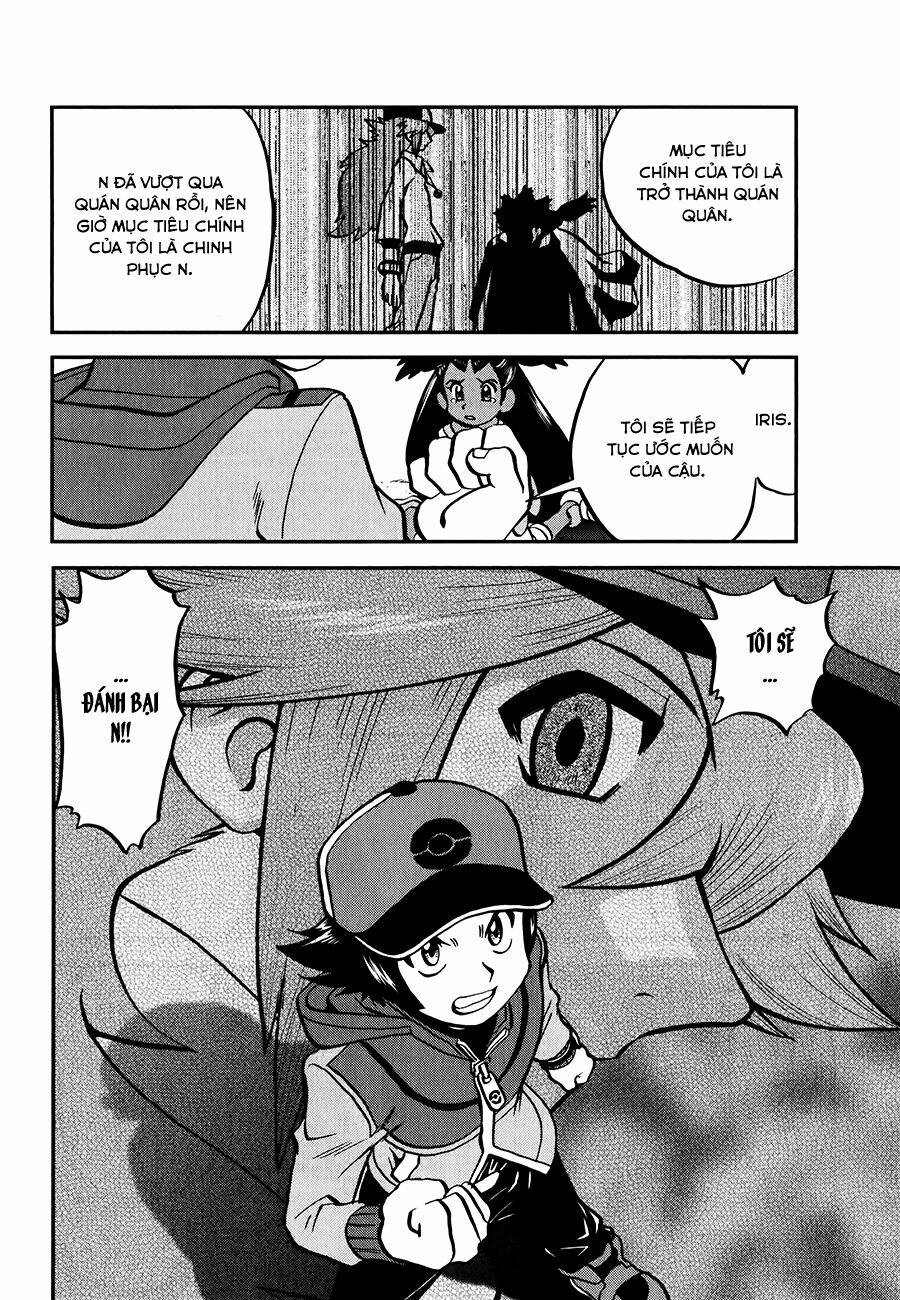 MỤC TIÊU
CHÍNH CỦA TÔI LÀ
TRỞ THÀNH QUÁN
QUÂN.
N ĐÃ VƯỢT QUA
QUÁN QUÂN RỒI, NÊN
GIỜ MỤC TIÊU CHÍNH
CỦA TÔI LÀ CHINH
PHỤC N.
IRIS.
TÔI SẼ TIẾP
TỤC ƯỚC MUỐN
CỦA CẬU.
TÔI SẼ
...
...
ĐÁNH BẠI
N!!